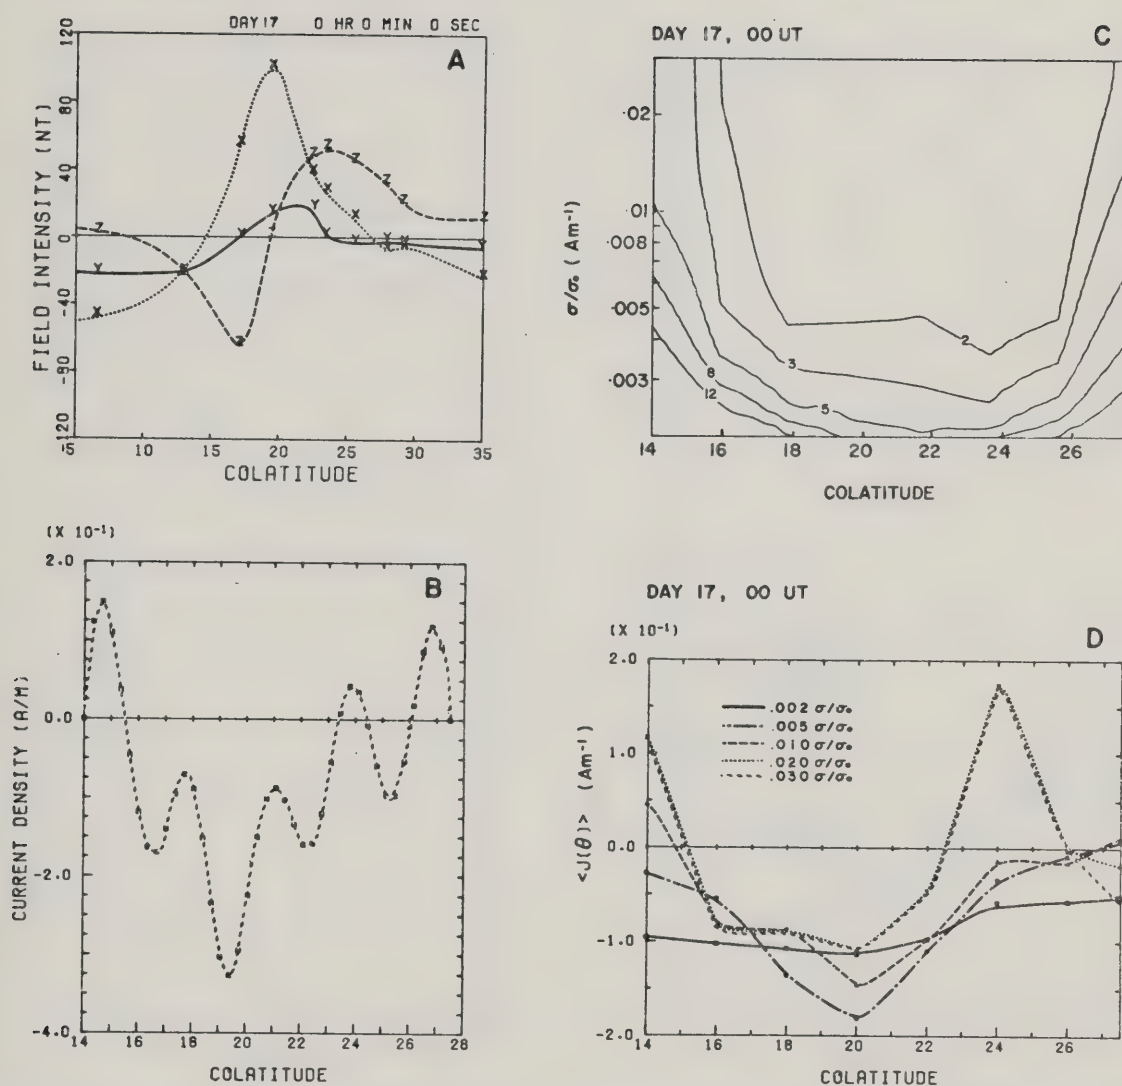 DAY 17 0 HR 0 MIN 0 SEC
A
120
80
40
0
-40
-80
-120
FIELD INTENSITY (NT)
5 10 15 20 25 30 35
COLATITUDE
X
Y
Z
DAY 17, 00 UT
C
.02
.01
.008
.005
.003
σ/σ₀ (Am⁻¹)
2
3
5
8
12
14 16 18 20 22 24 26
COLATITUDE
(X 10⁻¹)
B
2.0
0.0
-2.0
-4.0
CURRENT DENSITY (A/M)
14 16 18 20 22 24 26 28
COLATITUDE
DAY 17, 00 UT
(X 10⁻¹)
D
2.0
1.0
0.0
-1.0
-2.0
<J(θ)> (Am⁻¹)
.002 σ/σ₀
.005 σ/σ₀
.010 σ/σ₀
.020 σ/σ₀
.030 σ/σ₀
14 16 18 20 22 24 26
COLATITUDE